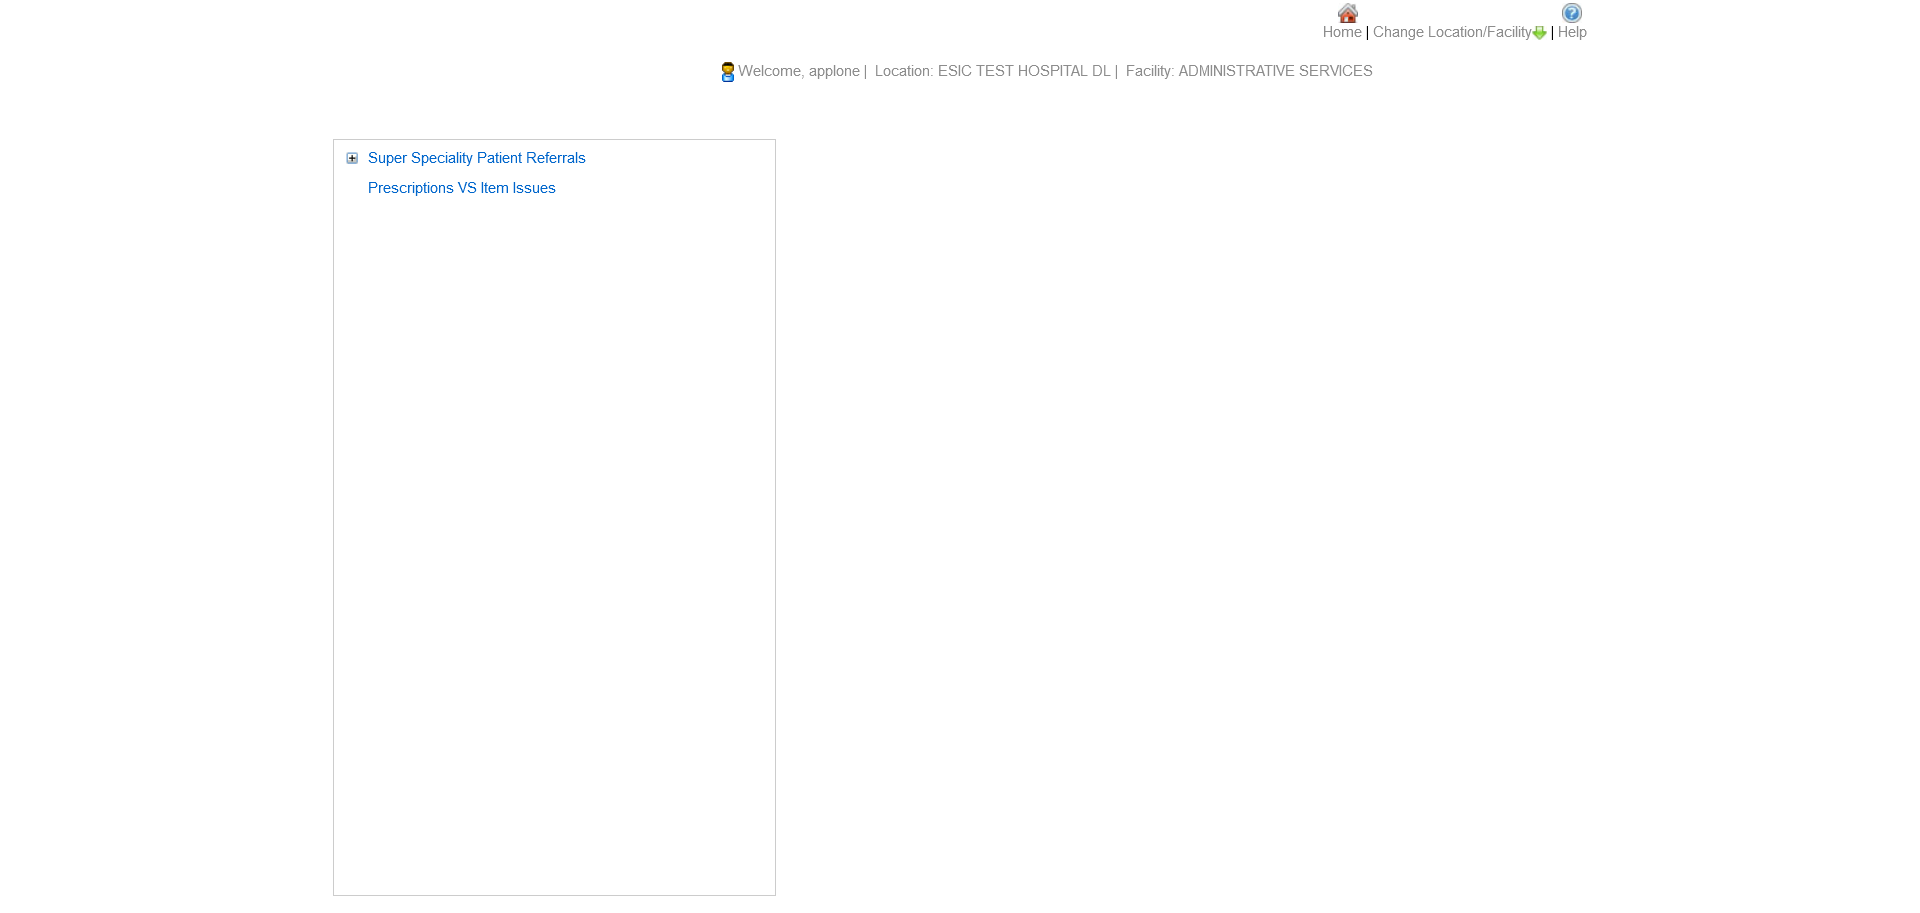 Home | Change Location/Facility | Help
Welcome, applone | Location: ESIC TEST HOSPITAL DL | Facility: ADMINISTRATIVE SERVICES
Super Speciality Patient Referrals
Prescriptions VS Item Issues